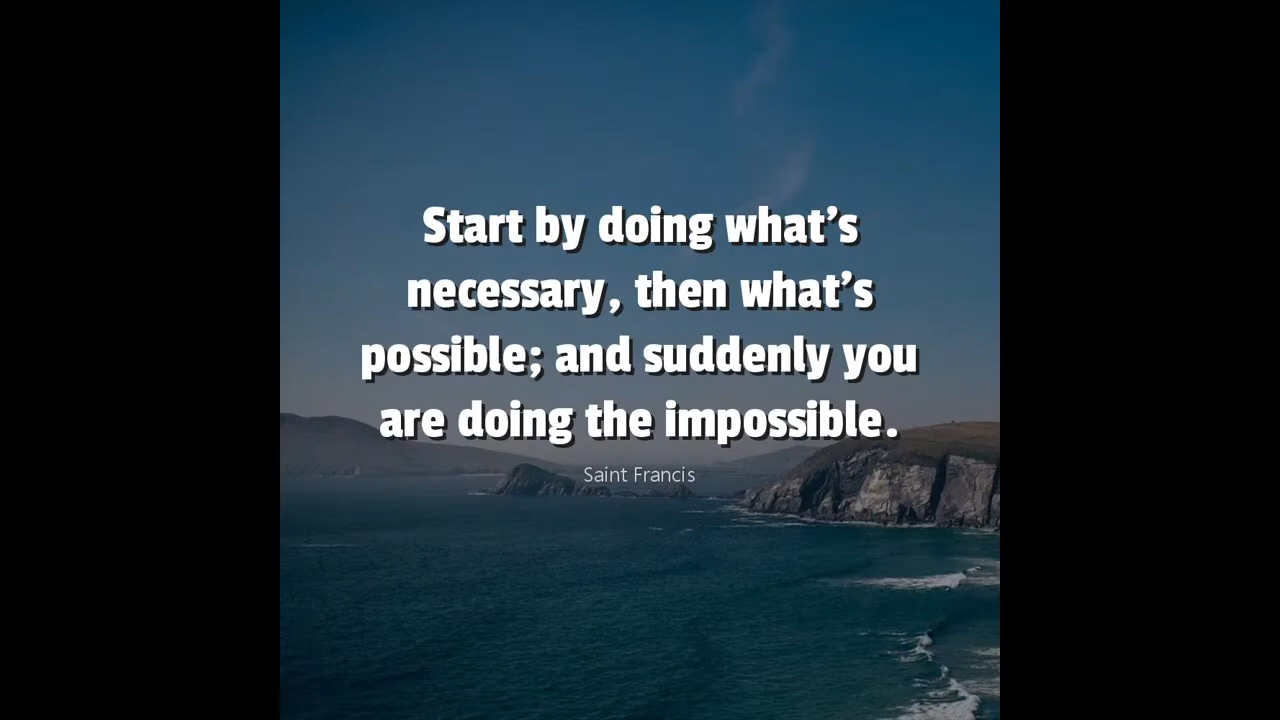 Start by doing what’s
necessary, then what’s
possible; and suddenly you
are doing the impossible.
Saint Francis